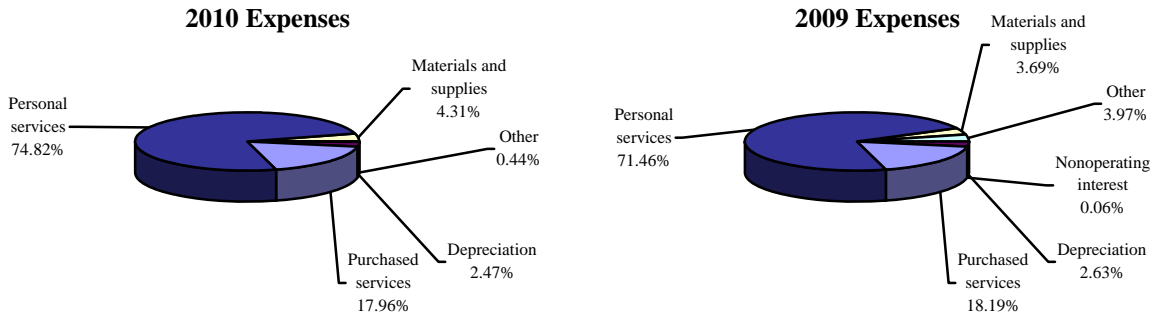 2010 Expenses
Personal
services
74.82%
Materials and
supplies
4.31%
Other
0.44%
Depreciation
2.47%
Purchased
services
17.96%
2009 Expenses
Personal
services
71.46%
Materials and
supplies
3.69%
Other
3.97%
Nonoperating
interest
0.06%
Depreciation
2.63%
Purchased
services
18.19%